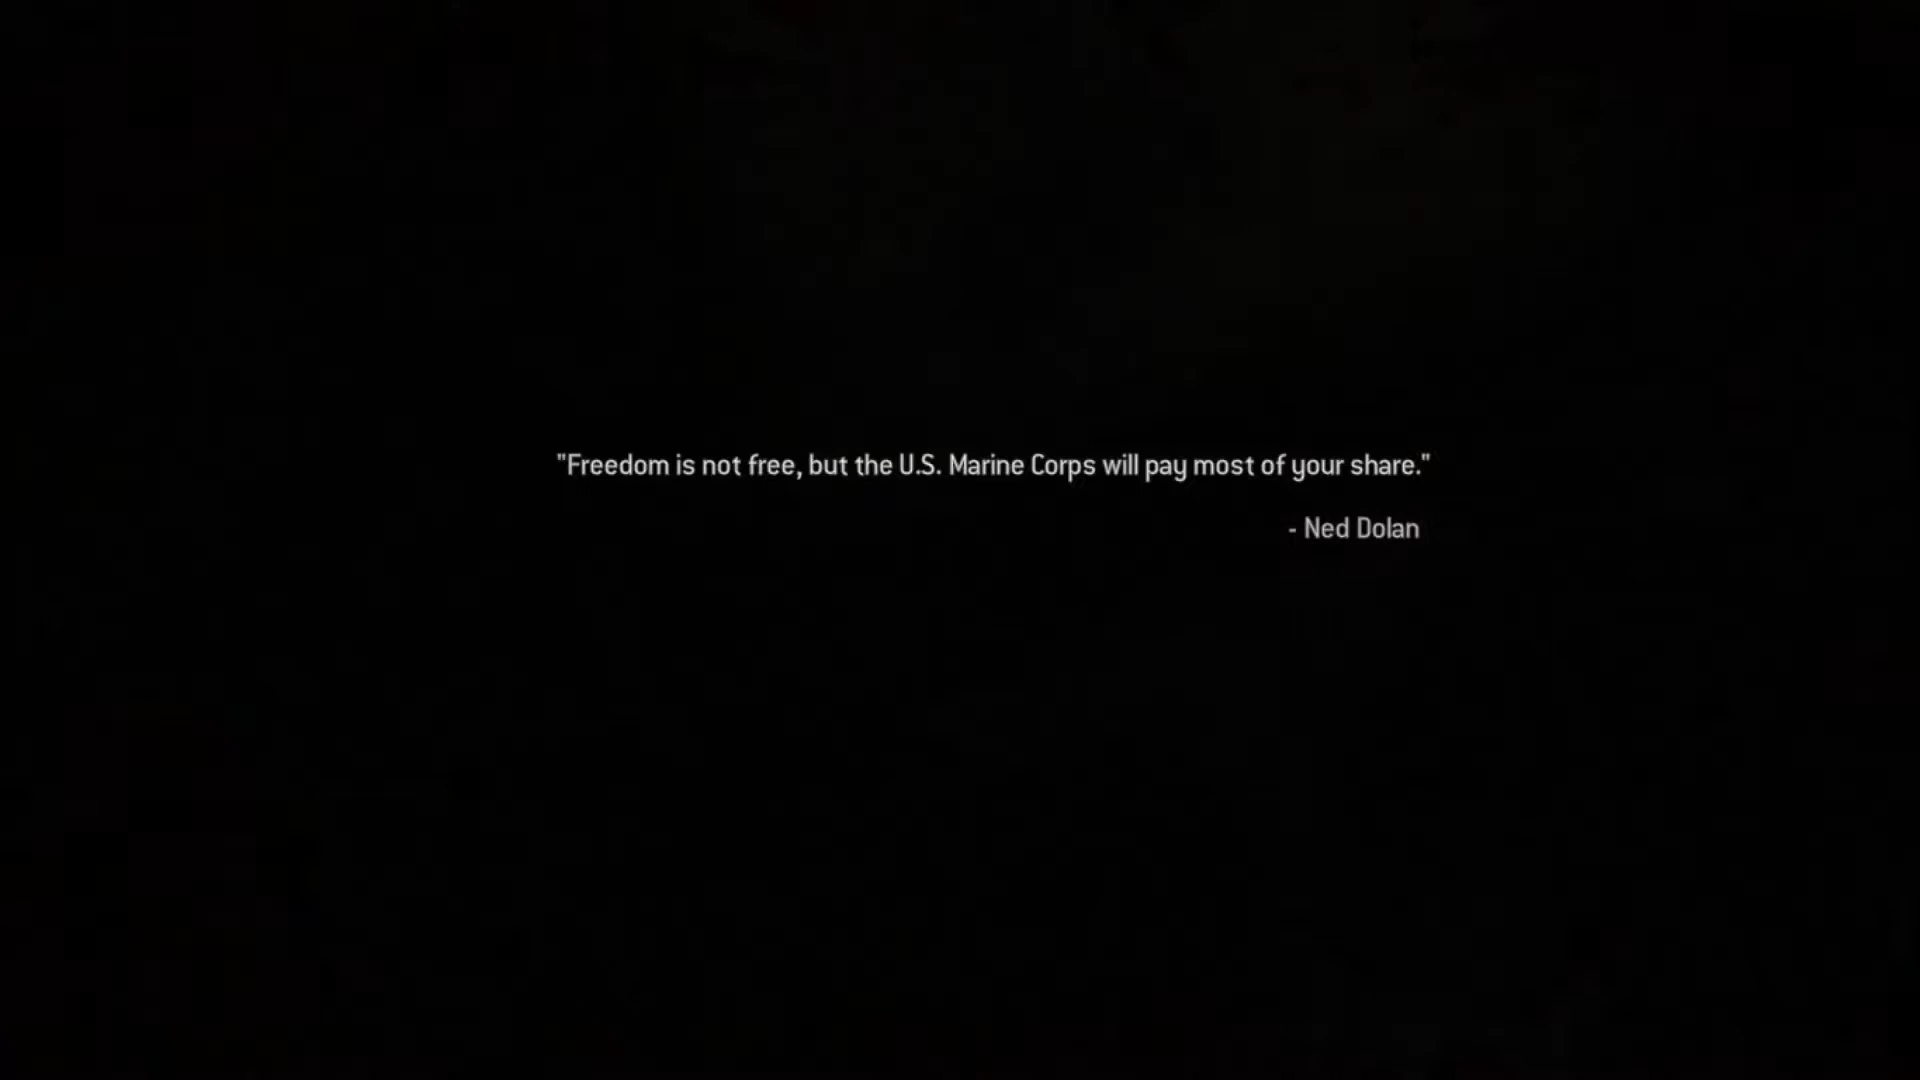 "Freedom is not free, but the U.S. Marine Corps will pay most of your share."
- Ned Dolan